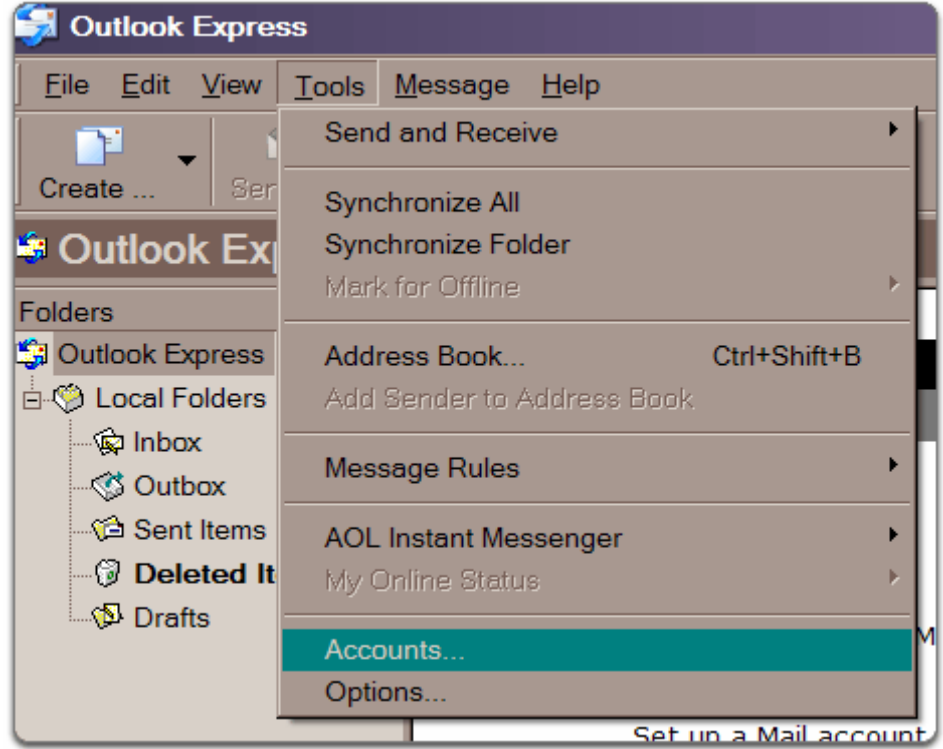 Outlook Express
File Edit View Tools Message Help
Create ... Ser
Outlook Exp
Folders
Outlook Express
Local Folders
Inbox
Outbox
Sent Items
Deleted It
Drafts
Send and Receive
Synchronize All
Synchronize Folder
Mark for Offline
Address Book... Ctrl+Shift+B
Add Sender to Address Book
Message Rules
AOL Instant Messenger
My Online Status
Accounts...
Options...
M
Set up a Mail account